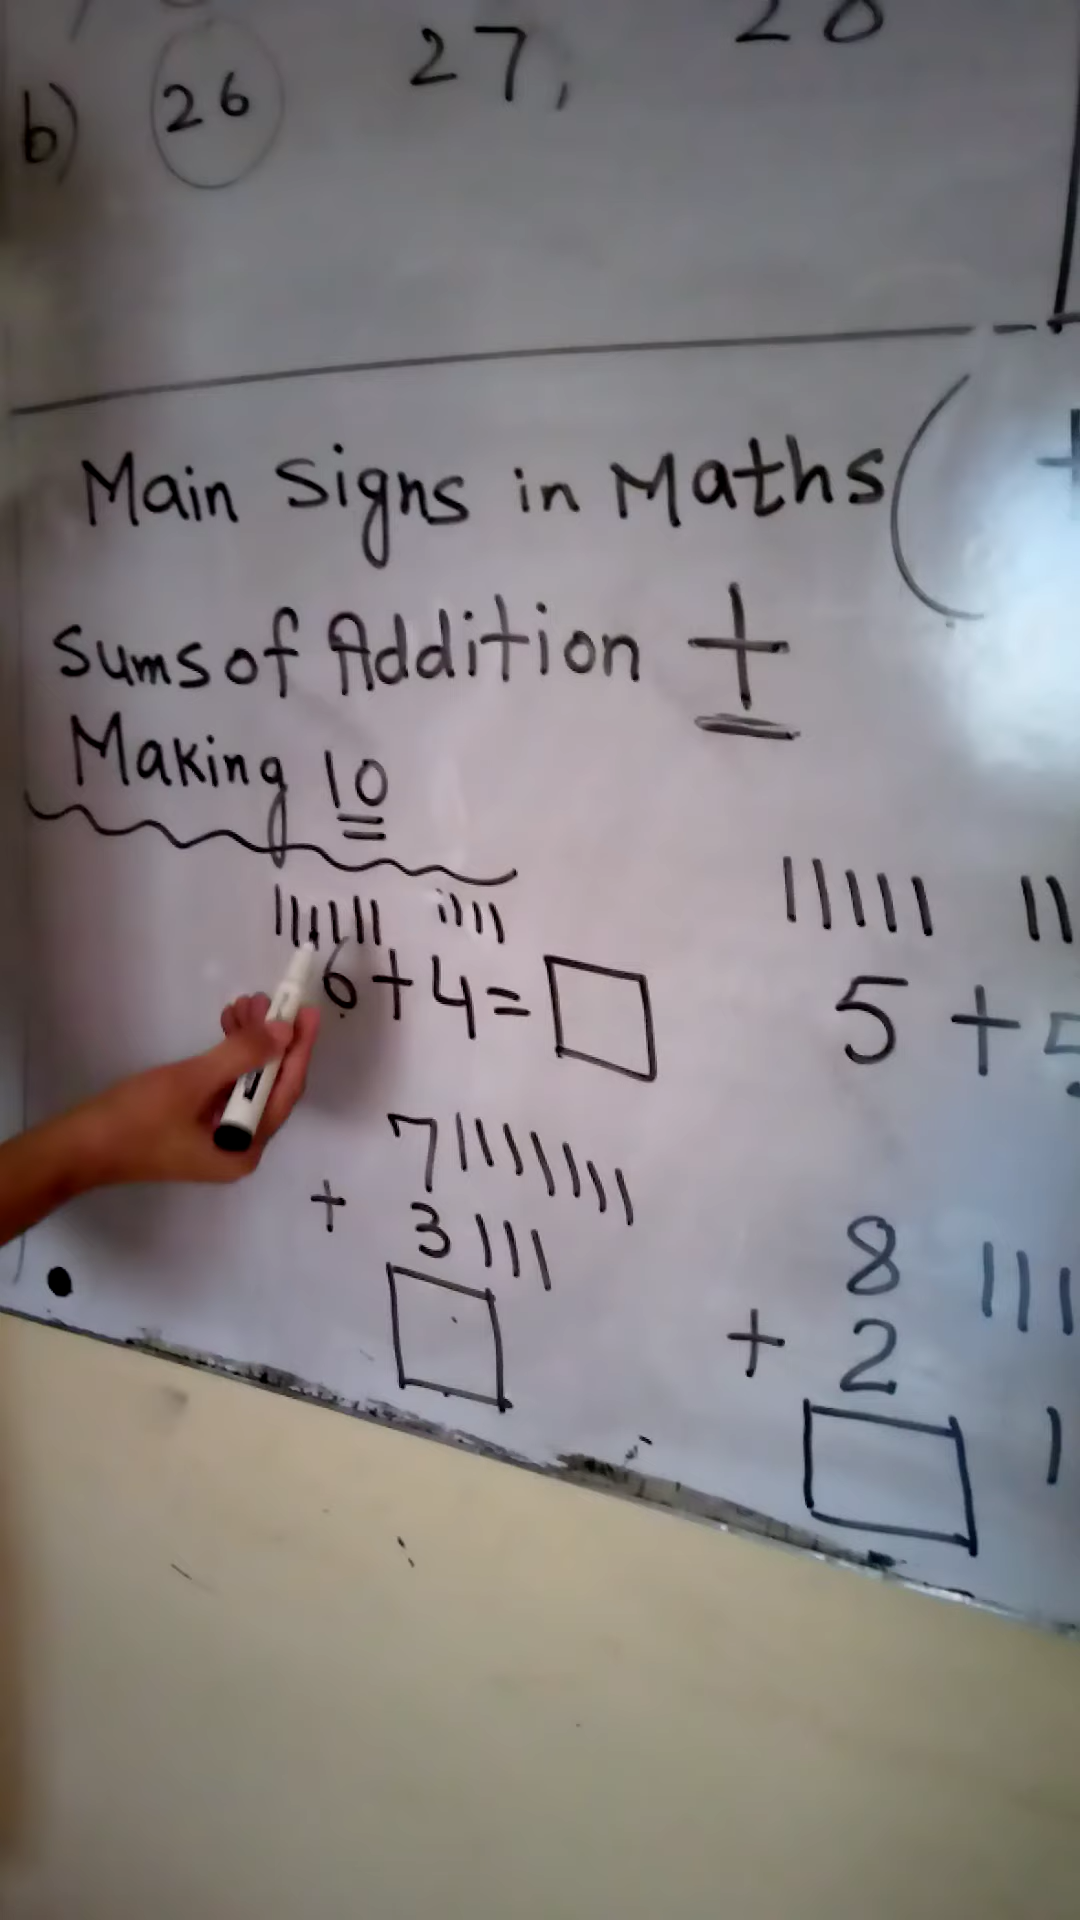 b) 26 27,
Main Signs in Maths ( +
Sums of Addition +
Making 10
6 + 4 =
5 +
7
+ 3
8
+ 2